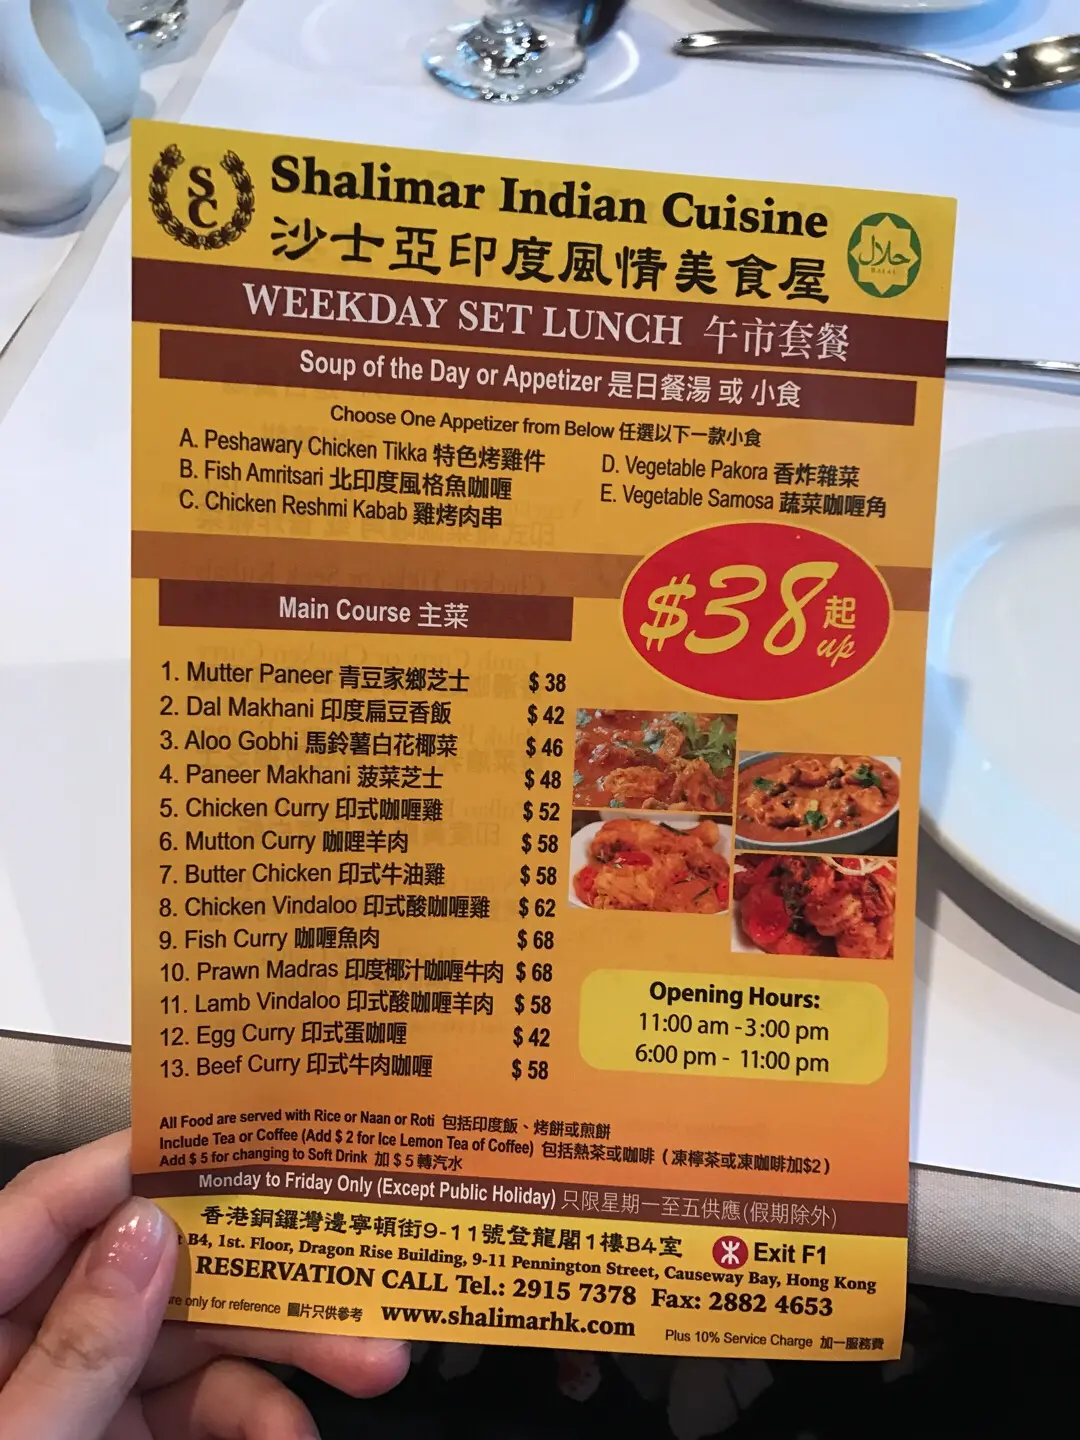 SC
Shalimar Indian Cuisine
沙士亞印度風情美食屋
حلال
HALAL
WEEKDAY SET LUNCH 午市套餐
Soup of the Day or Appetizer 是日餐湯 或 小食
Choose One Appetizer from Below 任選以下一款小食
A. Peshawary Chicken Tikka 特色烤雞件
B. Fish Amritsari 北印度風格魚咖喱
C. Chicken Reshmi Kabab 雞烤肉串
D. Vegetable Pakora 香炸雜菜
E. Vegetable Samosa 蔬菜咖喱角
$38起
up
Main Course 主菜
1. Mutter Paneer 青豆家鄉芝士 $ 38
2. Dal Makhani 印度扁豆香飯 $ 42
3. Aloo Gobhi 馬鈴薯白花椰菜 $ 46
4. Paneer Makhani 菠菜芝士 $ 48
5. Chicken Curry 印式咖喱雞 $ 52
6. Mutton Curry 咖哩羊肉 $ 58
7. Butter Chicken 印式牛油雞 $ 58
8. Chicken Vindaloo 印式酸咖喱雞 $ 62
9. Fish Curry 咖喱魚肉 $ 68
10. Prawn Madras 印度椰汁咖喱牛肉 $ 68
11. Lamb Vindaloo 印式酸咖喱羊肉 $ 58
12. Egg Curry 印式蛋咖喱 $ 42
13. Beef Curry 印式牛肉咖喱 $ 58
Opening Hours:
11:00 am - 3:00 pm
6:00 pm - 11:00 pm
All Food are served with Rice or Naan or Roti 包括印度飯、烤餅或煎餅
Include Tea or Coffee (Add $ 2 for Ice Lemon Tea of Coffee) 包括熱茶或咖啡（凍檸茶或凍咖啡加$2）
Add $ 5 for changing to Soft Drink 加 $ 5 轉汽水
Monday to Friday Only (Except Public Holiday) 只限星期一至五供應(假期除外)
香港銅鑼灣邊寧頓街9-11號登龍閣1樓B4室 Exit F1
B4, 1st. Floor, Dragon Rise Building, 9-11 Pennington Street, Causeway Bay, Hong Kong
RESERVATION CALL Tel.: 2915 7378 Fax: 2882 4653
only for reference 圖片只供參考 www.shalimarhk.com Plus 10% Service Charge 加一服務費